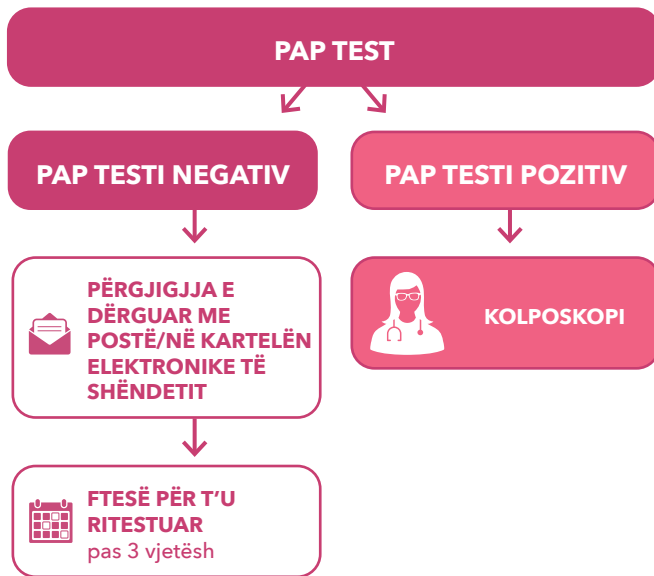 PAP TEST
PAP TESTI NEGATIV
PËRGJIGJJA E
DËRGUAR ME
POSTË/NË KARTELËN
ELEKTRONIKE TË
SHËNDETIT
FTESË PËR T’U
RITESTUAR
pas 3 vjetësh
PAP TESTI POZITIV
KOLPOSKOPI